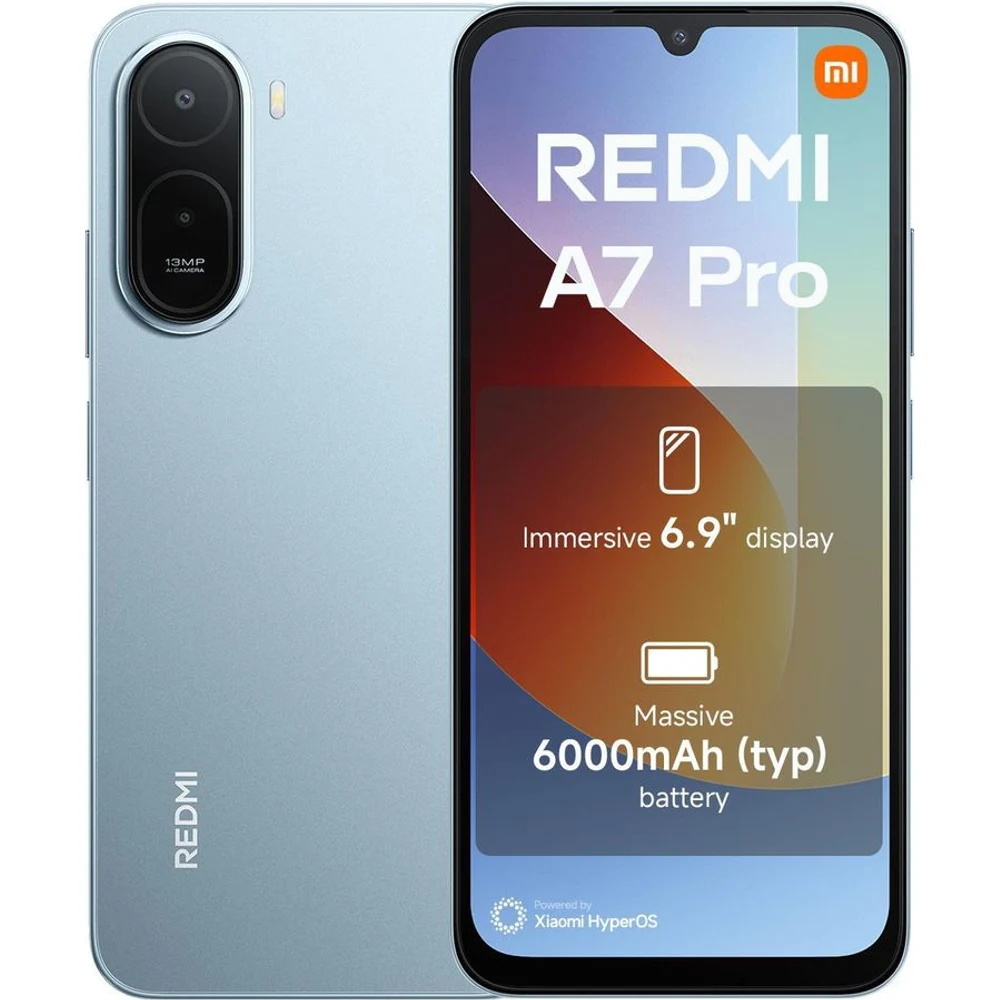 13MP
AI CAMERA
REDMI
mi
REDMI
A7 Pro
Immersive 6.9" display
Massive
6000mAh (typ)
battery
Powered by
Xiaomi HyperOS